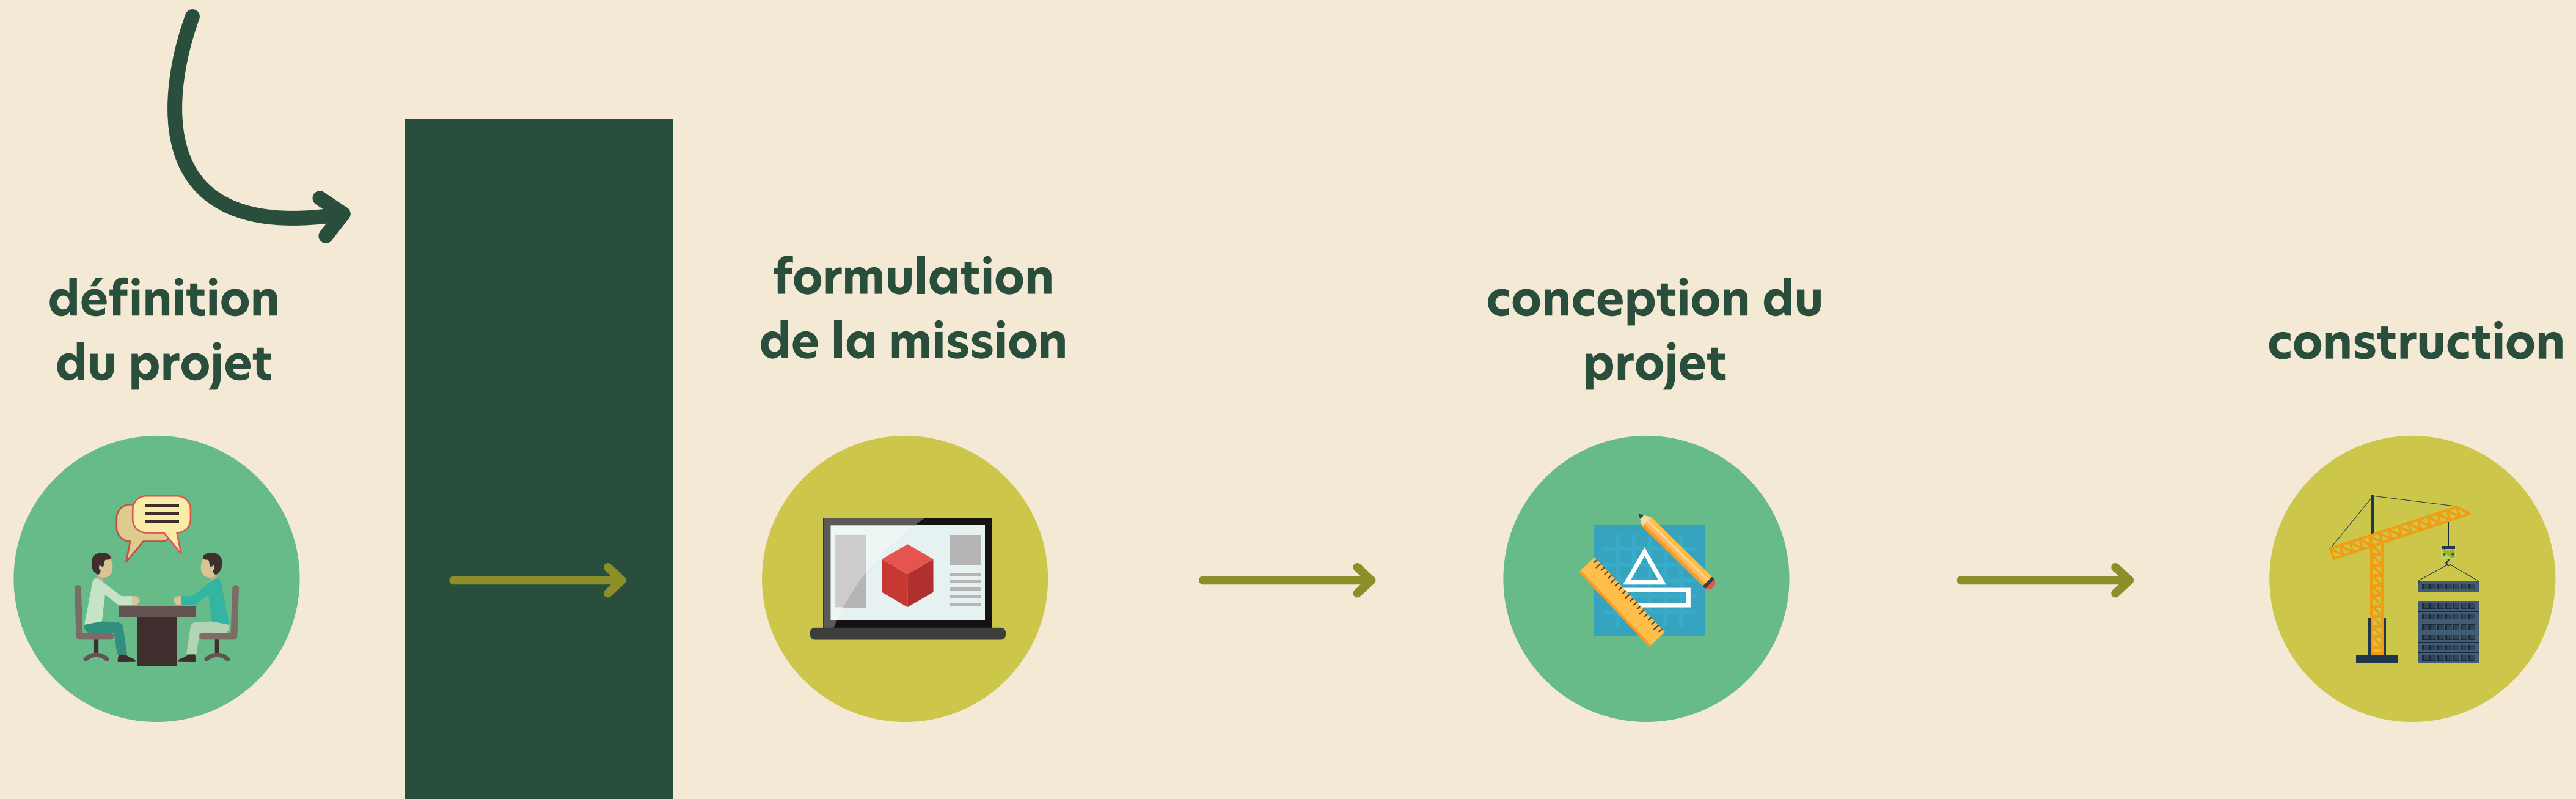 définition
du projet
formulation
de la mission
conception du
projet
construction